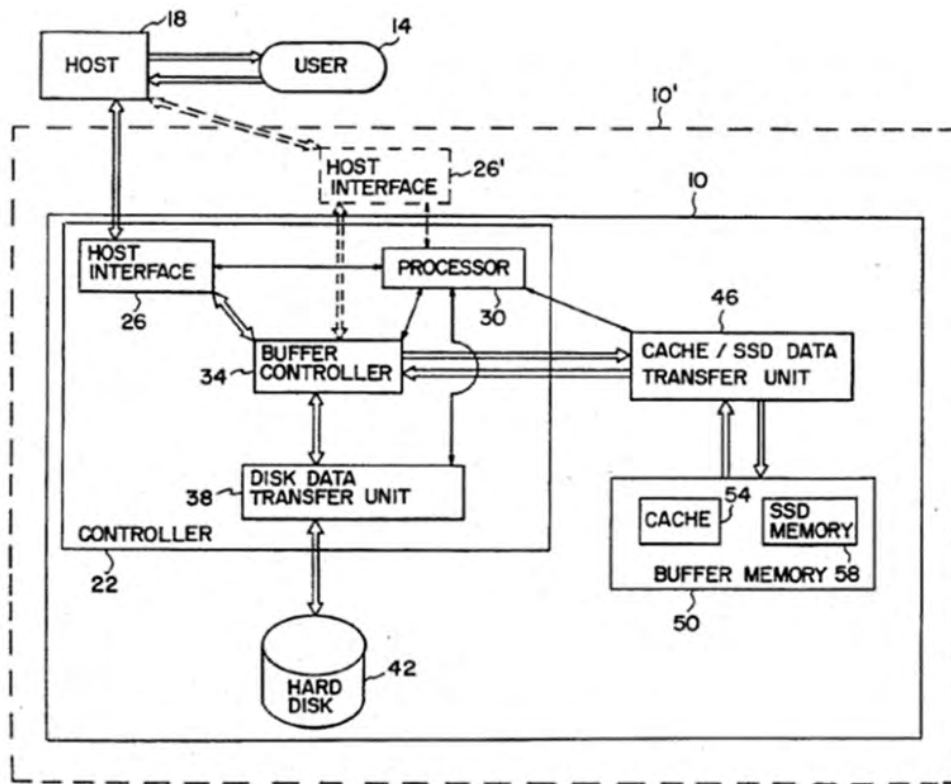 18
14
HOST
USER
10'
HOST
INTERFACE
26'
10
HOST
INTERFACE
26
PROCESSOR
30
46
BUFFER
CONTROLLER
34
CACHE / SSD DATA
TRANSFER UNIT
DISK DATA
TRANSFER UNIT
38
54
CACHE
SSD
MEMORY
BUFFER MEMORY 58
CONTROLLER
22
50
HARD
DISK
42